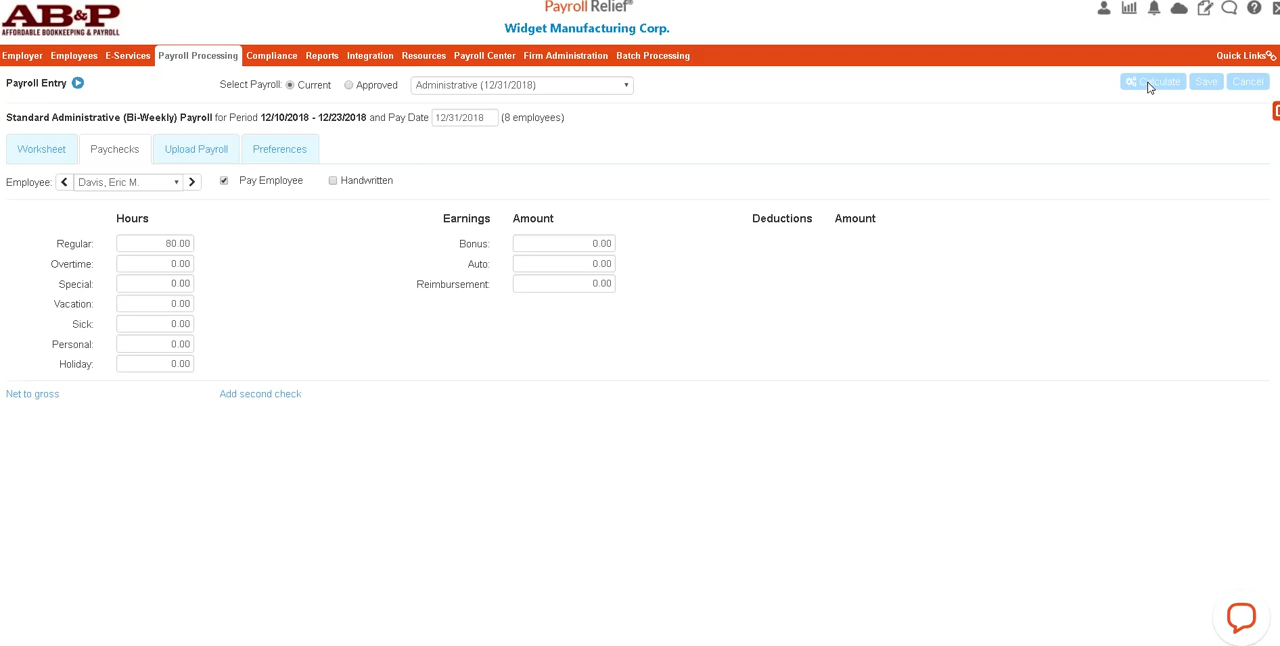 AB&P
AFFORDABLE BOOKKEEPING & PAYROLL
Payroll Relief®
Widget Manufacturing Corp.
Employer Employees E-Services Payroll Processing Compliance Reports Integration Resources Payroll Center Firm Administration Batch Processing Quick Links
Payroll Entry Select Payroll: Current Approved Administrative (12/31/2018) Calculate Save Cancel
Standard Administrative (Bi-Weekly) Payroll for Period 12/10/2018 - 12/23/2018 and Pay Date 12/31/2018 (8 employees)
Worksheet Paychecks Upload Payroll Preferences
Employee: Davis, Eric M. Pay Employee Handwritten
Hours Earnings Amount Deductions Amount
Regular: 80.00 Bonus: 0.00
Overtime: 0.00 Auto: 0.00
Special: 0.00 Reimbursement: 0.00
Vacation: 0.00
Sick: 0.00
Personal: 0.00
Holiday: 0.00
Net to gross Add second check